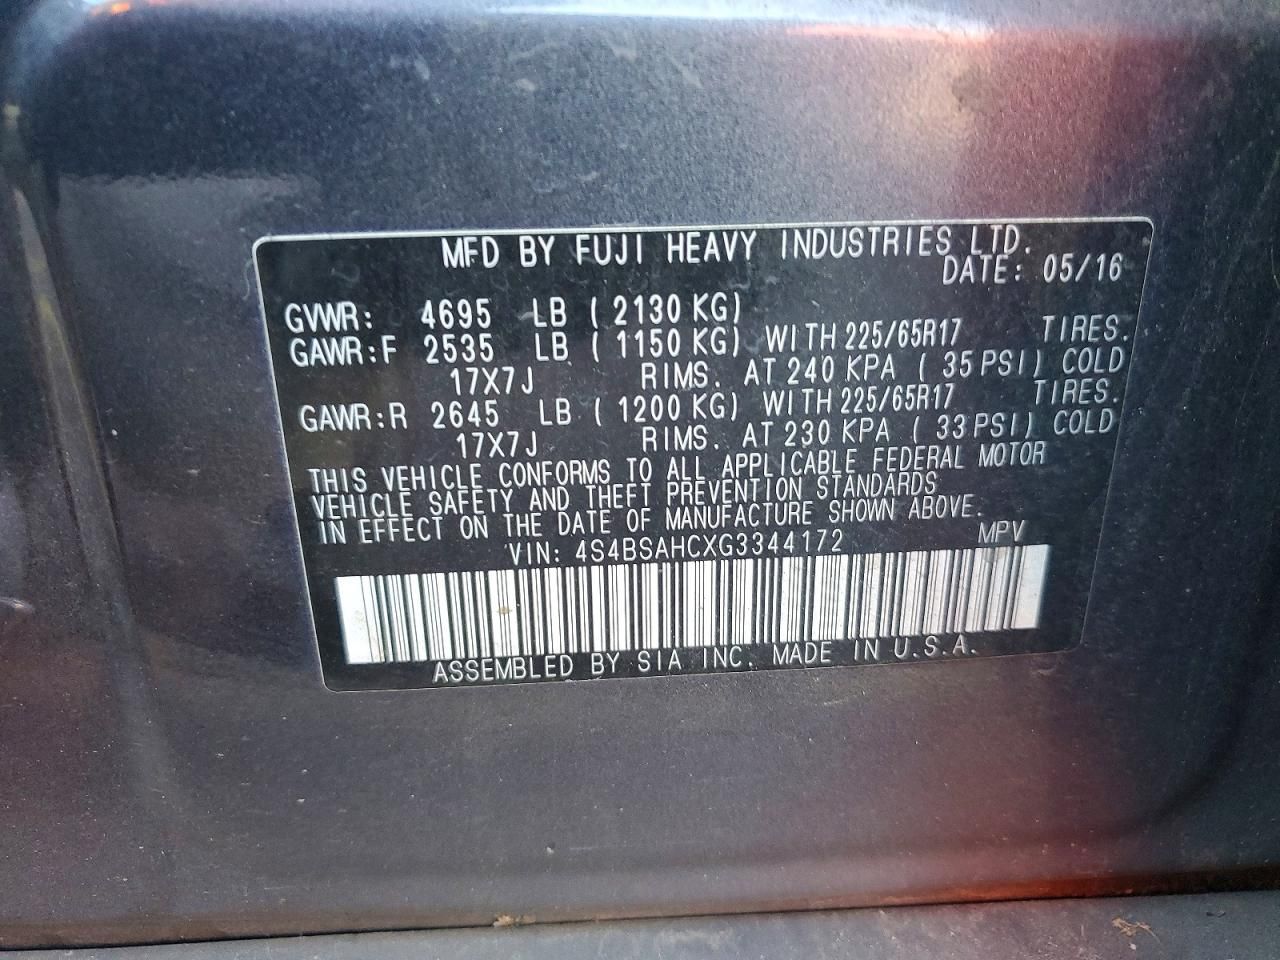 MFD BY FUJI HEAVY INDUSTRIES LTD.
DATE: 05/16
GVWR: 4695 LB ( 2130 KG)
GAWR:F 2535 LB ( 1150 KG) WITH 225/65R17 TIRES.
17X7J RIMS. AT 240 KPA ( 35 PSI) COLD
GAWR:R 2645 LB ( 1200 KG) WITH 225/65R17 TIRES.
17X7J RIMS. AT 230 KPA ( 33 PSI) COLD
THIS VEHICLE CONFORMS TO ALL APPLICABLE FEDERAL MOTOR
VEHICLE SAFETY AND THEFT PREVENTION STANDARDS
IN EFFECT ON THE DATE OF MANUFACTURE SHOWN ABOVE.
VIN: 4S4BSAHCXG3344172 MPV
ASSEMBLED BY SIA INC. MADE IN U.S.A.